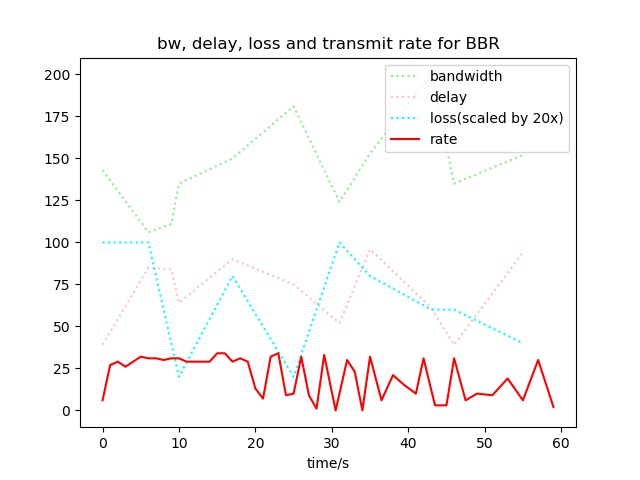 bw, delay, loss and transmit rate for BBR
200
175
150
125
100
75
50
25
0
bandwidth
delay
loss(scaled by 20x)
rate
0 10 20 30 40 50 60
time/s